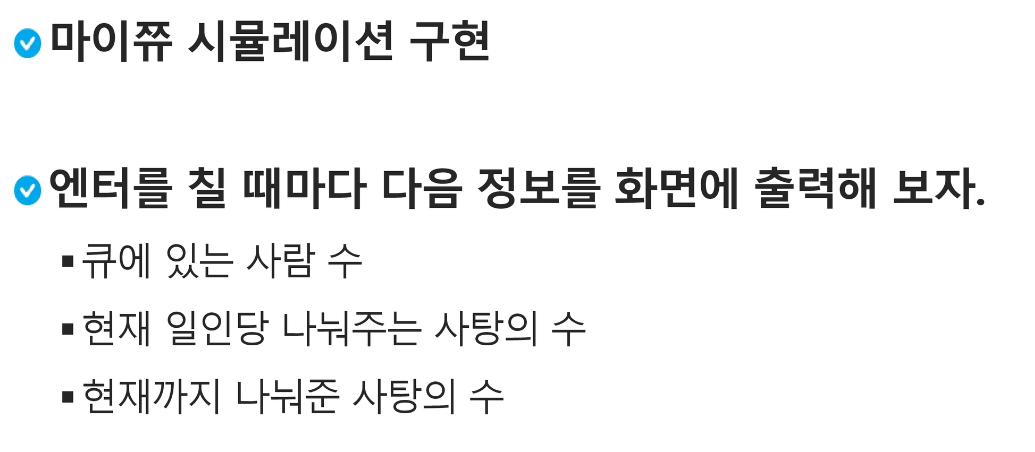 마이쮸 시뮬레이션 구현
엔터를 칠 때마다 다음 정보를 화면에 출력해 보자.
▪ 큐에 있는 사람 수
▪ 현재 일인당 나눠주는 사탕의 수
▪ 현재까지 나눠준 사탕의 수